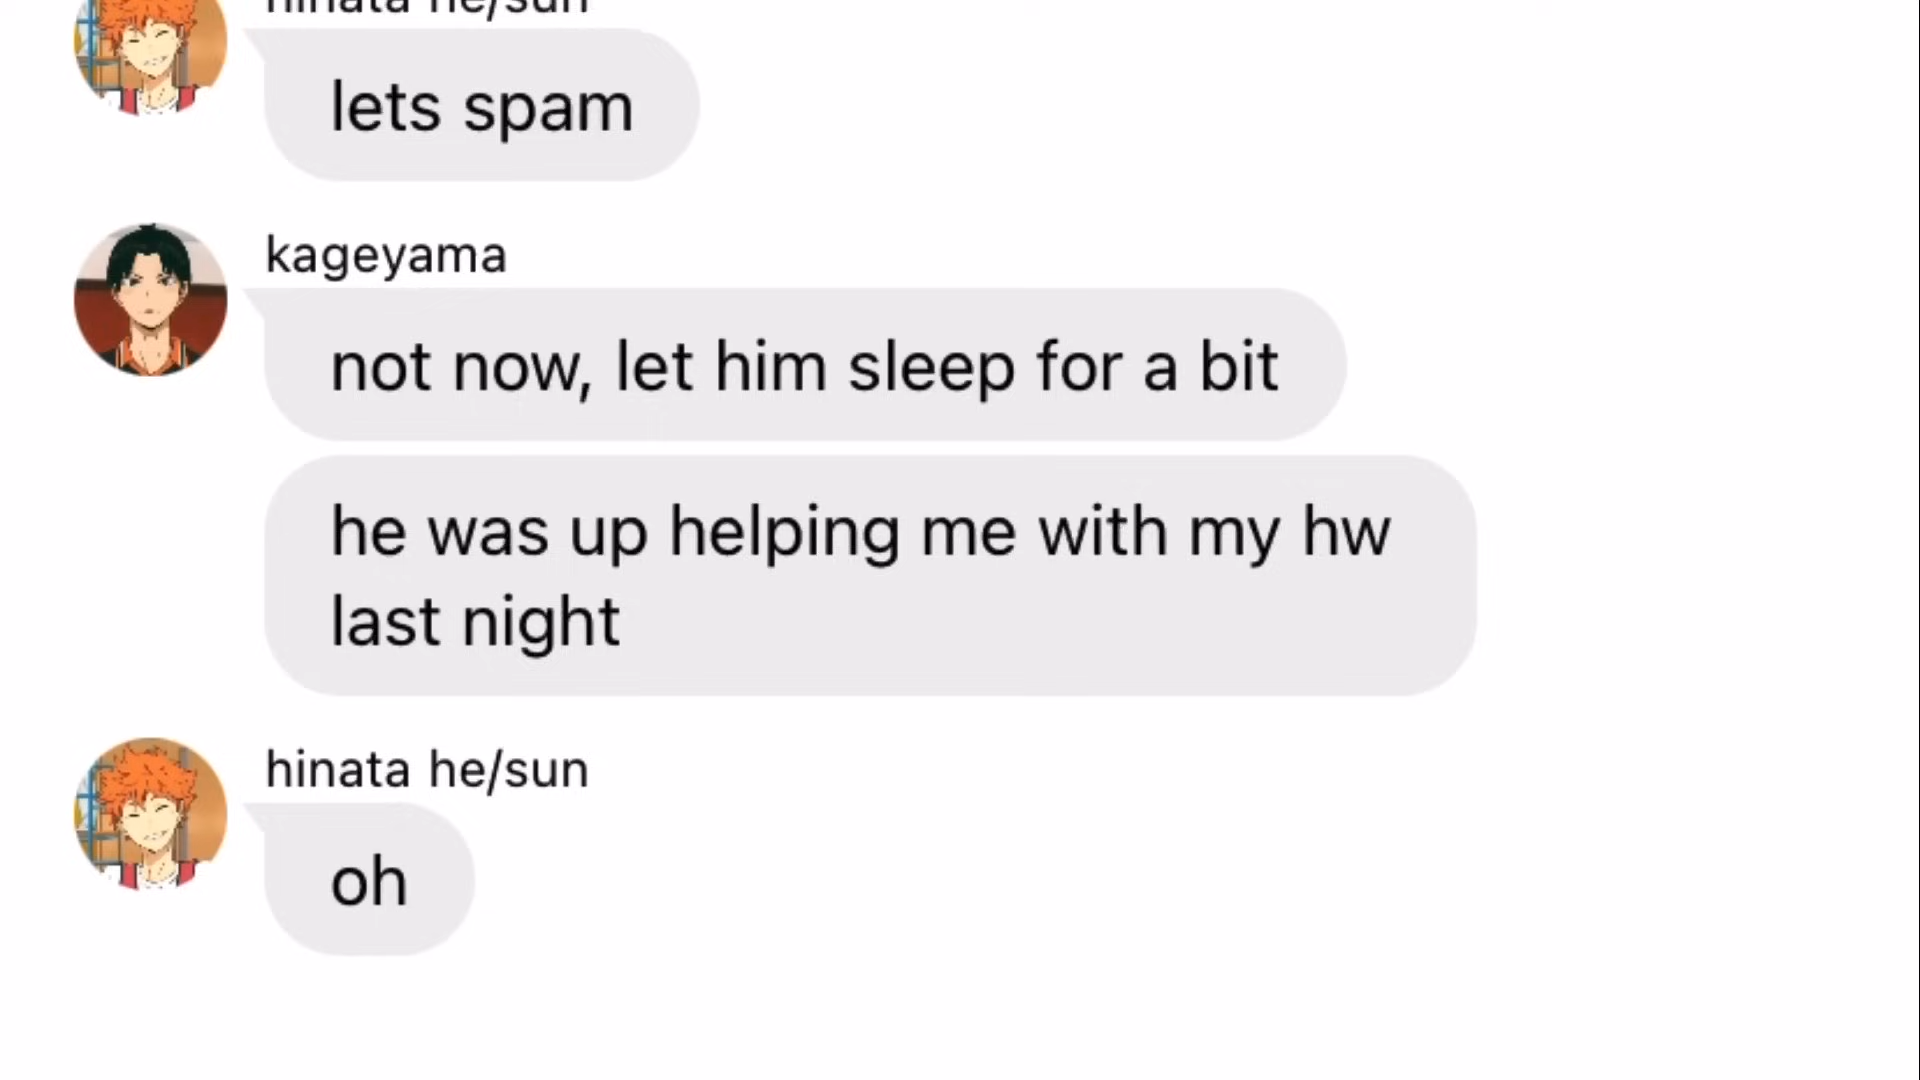 hinata he/sun
lets spam
kageyama
not now, let him sleep for a bit
he was up helping me with my hw
last night
hinata he/sun
oh